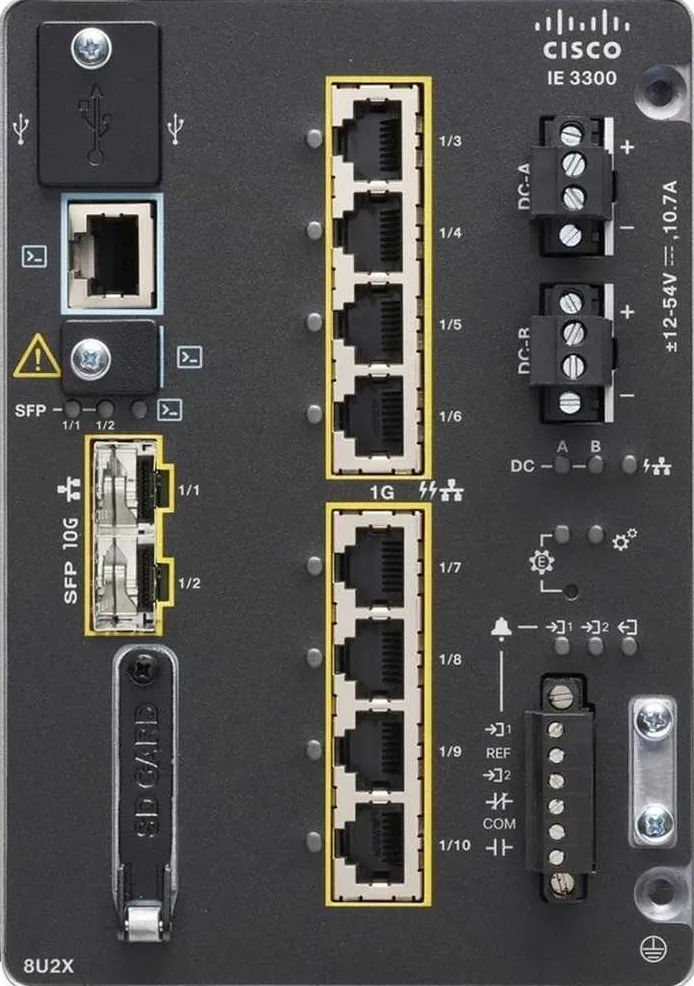 CISCO
IE 3300
1/3
1/4
1/5
1/6
DC-A
+
−
±12-54V ⎓, 10.7A
DC-B
+
−
SFP
1/1
1/2
A
B
DC
1G
SFP 10G
1/1
1/2
E
1/7
1/8
1/9
1/10
1
2
SD CARD
1
REF
2
COM
8U2X